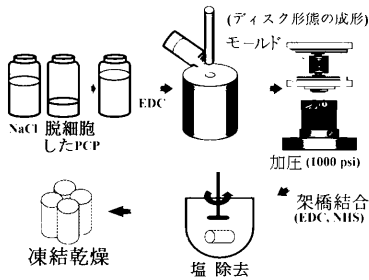 (ディスク形態の成形)
モールド
EDC
NaCl 脱細胞
したPCP
加圧 (1000 psi)
架橋結合
(EDC, NHS)
塩 除去
凍結乾燥